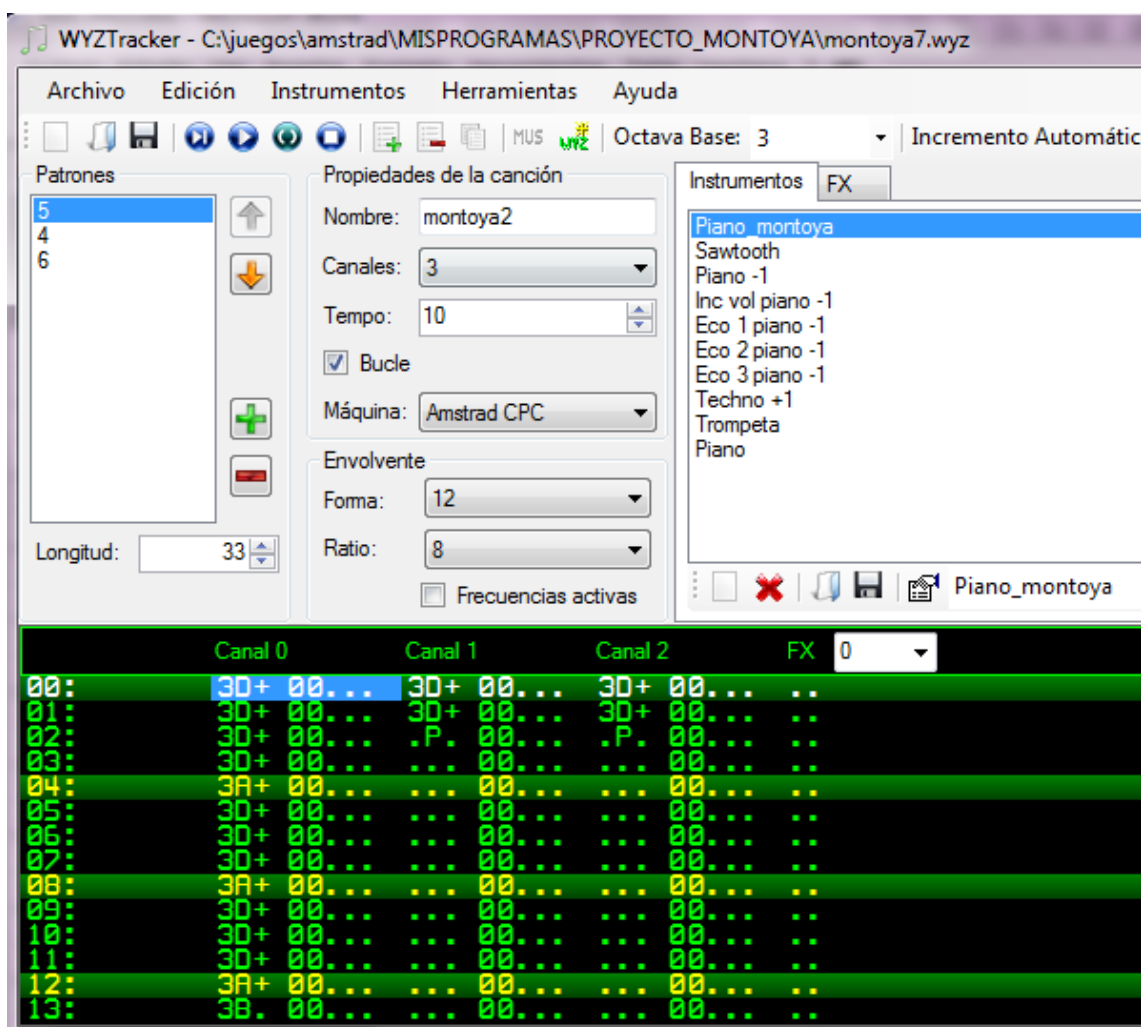 WYZTracker - C:\juegos\amstrad\MISPROGRAMAS\PROYECTO_MONTOYA\montoya7.wyz
Archivo Edición Instrumentos Herramientas Ayuda
MUS WYZ Octava Base: 3 Incremento Automátic
Patrones
5
4
6
Longitud: 33
Propiedades de la canción
Nombre: montoya2
Canales: 3
Tempo: 10
Bucle
Máquina: Amstrad CPC
Envolvente
Forma: 12
Ratio: 8
Frecuencias activas
Instrumentos FX
Piano_montoya
Sawtooth
Piano -1
Inc vol piano -1
Eco 1 piano -1
Eco 2 piano -1
Eco 3 piano -1
Techno +1
Trompeta
Piano
Piano_montoya
Canal 0 Canal 1 Canal 2 FX 0
00: 3D+ 00... 3D+ 00... 3D+ 00... ..
01: 3D+ 00... 3D+ 00... 3D+ 00... ..
02: 3D+ 00... .P. 00... .P. 00... ..
03: 3D+ 00... ... 00... ... 00... ..
04: 3A+ 00... ... 00... ... 00... ..
05: 3D+ 00... ... 00... ... 00... ..
06: 3D+ 00... ... 00... ... 00... ..
07: 3D+ 00... ... 00... ... 00... ..
08: 3A+ 00... ... 00... ... 00... ..
09: 3D+ 00... ... 00... ... 00... ..
10: 3D+ 00... ... 00... ... 00... ..
11: 3D+ 00... ... 00... ... 00... ..
12: 3A+ 00... ... 00... ... 00... ..
13: 3B. 00... ... 00... ... 00... ..